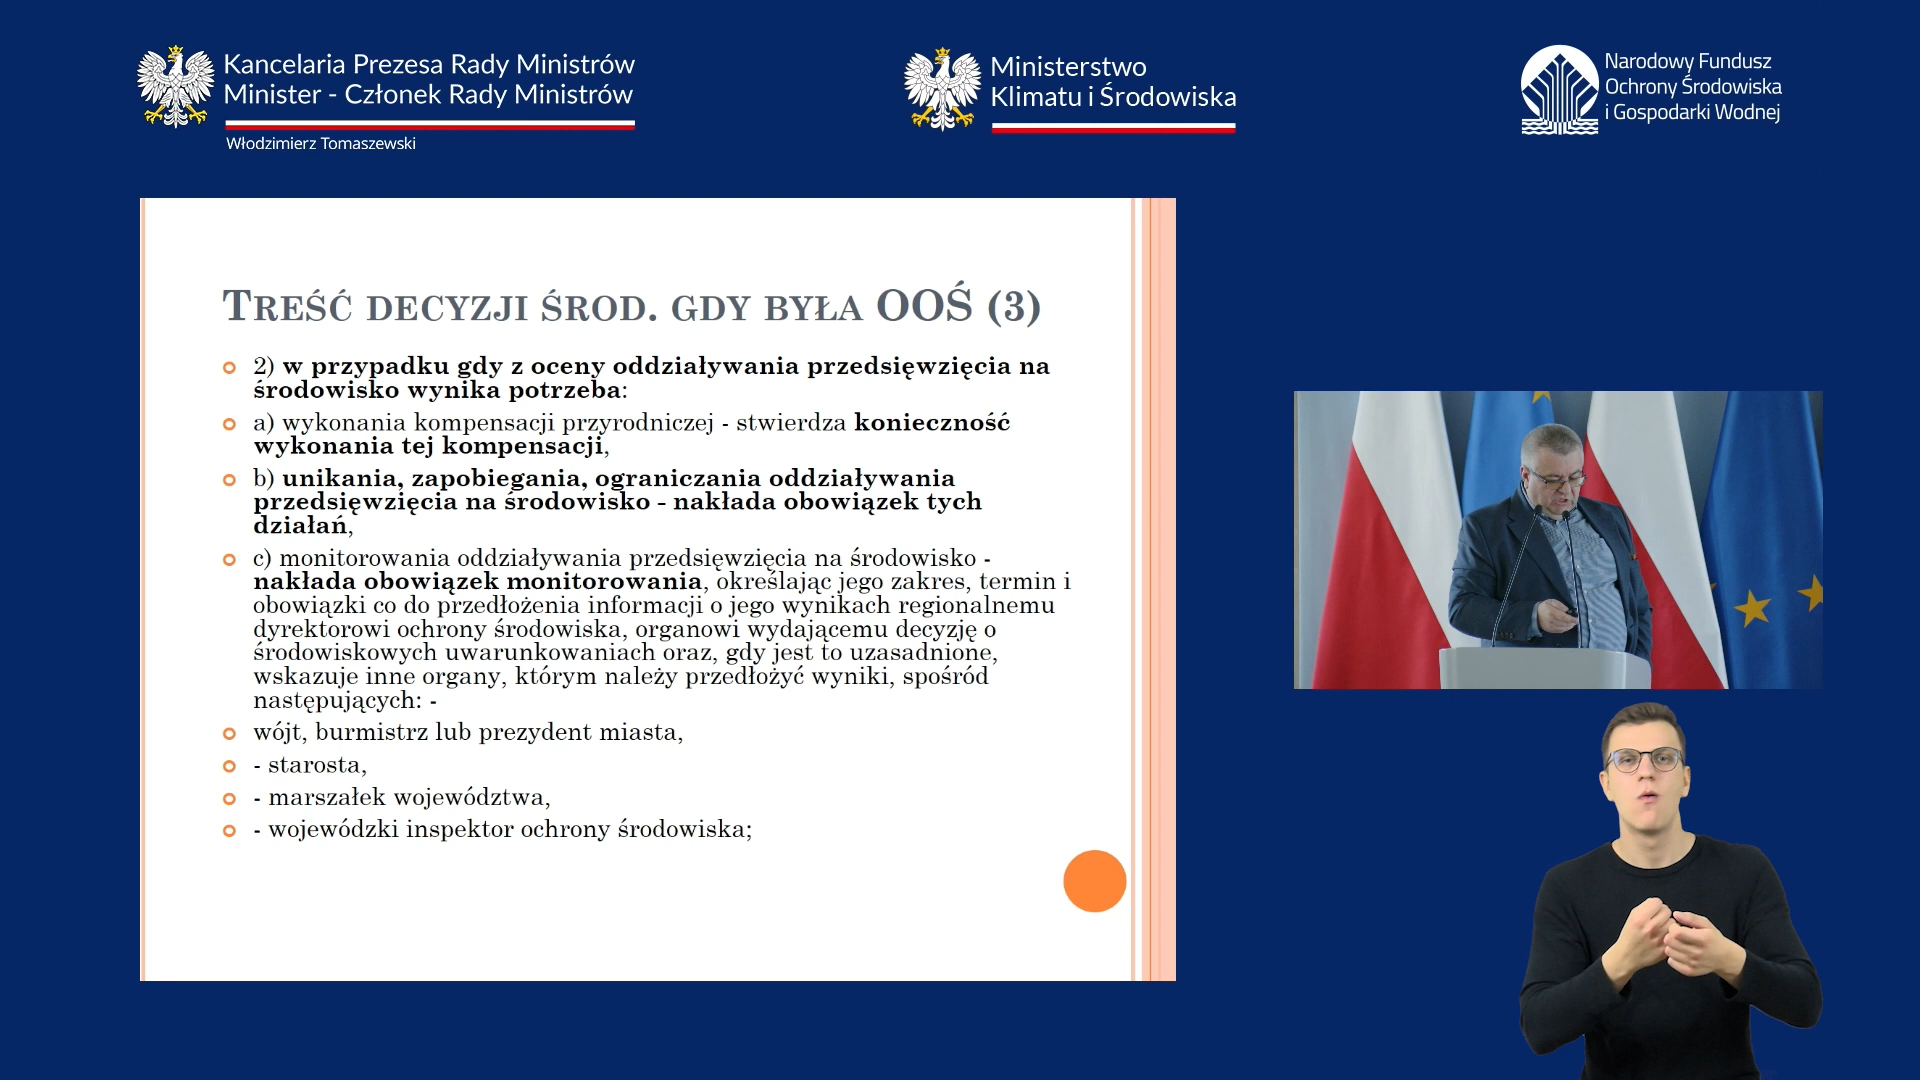 Kancelaria Prezesa Rady Ministrów
Minister - Członek Rady Ministrów
Włodzimierz Tomaszewski
Ministerstwo
Klimatu i Środowiska
Narodowy Fundusz
Ochrony Środowiska
i Gospodarki Wodnej
TREŚĆ DECYZJI ŚROD. GDY BYŁA OOŚ (3)
2) w przypadku gdy z oceny oddziaływania przedsięwzięcia na
środowisko wynika potrzeba:
a) wykonania kompensacji przyrodniczej - stwierdza konieczność
wykonania tej kompensacji,
b) unikania, zapobiegania, ograniczania oddziaływania
przedsięwzięcia na środowisko - nakłada obowiązek tych
działań,
c) monitorowania oddziaływania przedsięwzięcia na środowisko -
nakłada obowiązek monitorowania, określając jego zakres, termin i
obowiązki co do przedłożenia informacji o jego wynikach regionalnemu
dyrektorowi ochrony środowiska, organowi wydającemu decyzję o
środowiskowych uwarunkowaniach oraz, gdy jest to uzasadnione,
wskazuje inne organy, którym należy przedłożyć wyniki, spośród
następujących: -
wójt, burmistrz lub prezydent miasta,
- starosta,
- marszałek województwa,
- wojewódzki inspektor ochrony środowiska;